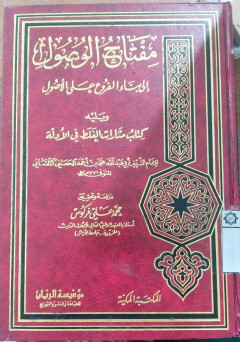 مفتاح الوصول
إلى بناء الفروع على الأصول
ويليه
كتاب مثارات الغلط في الأدلة
للإمام الشريف أبي عبد الله محمد بن أحمد الحسني التلمساني
دراسة وتحقيق
محمد علي فركوس
المكتبة المكية
مؤسسة الريان